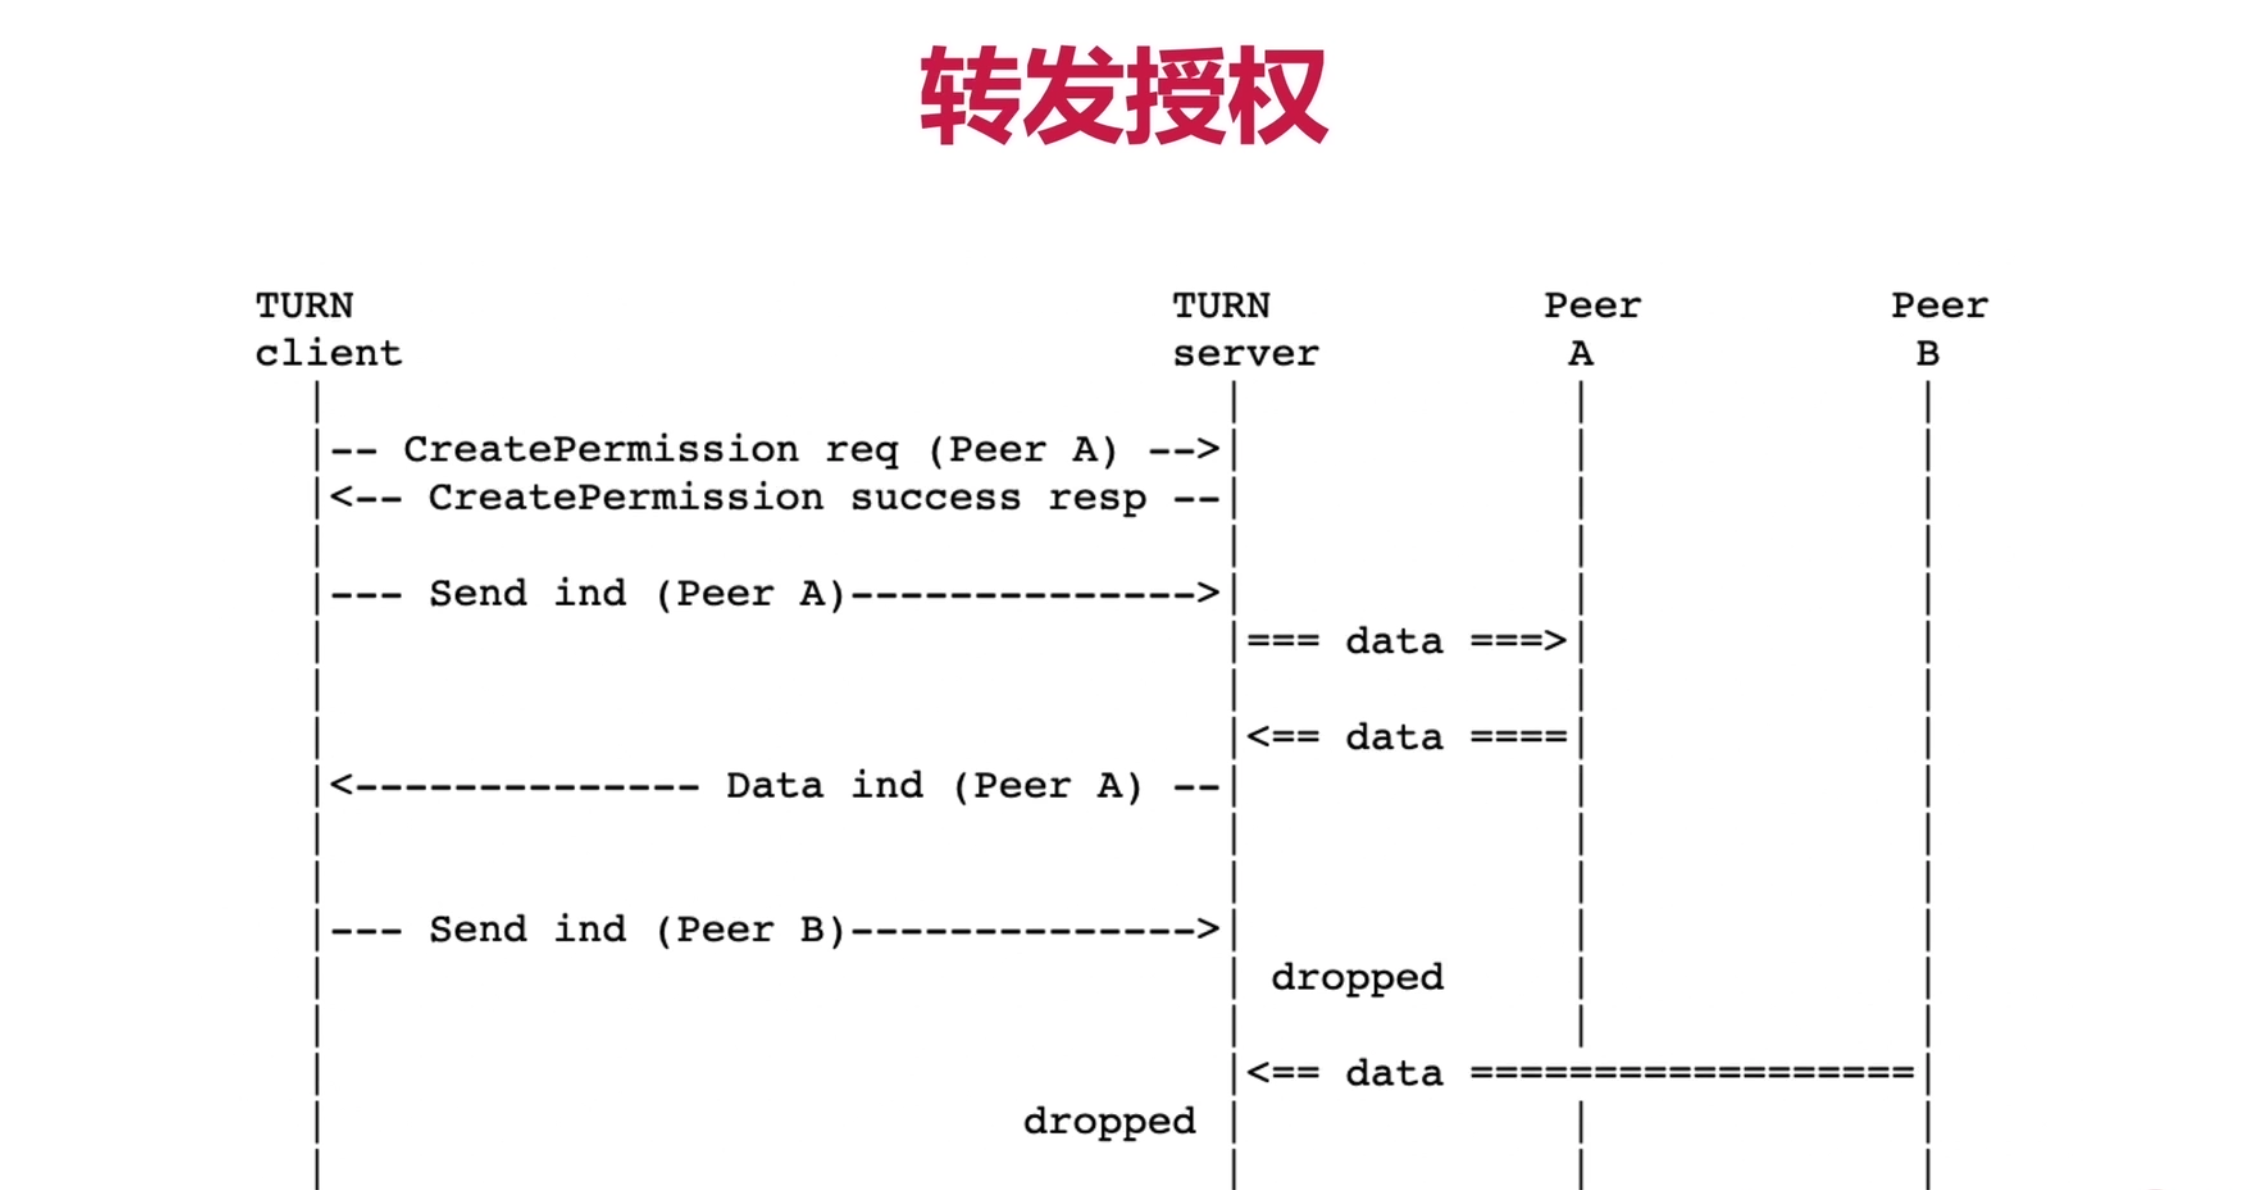 转发授权
TURN TURN Peer Peer
client server A B
|-- CreatePermission req (Peer A) -->|
|<-- CreatePermission success resp --|
|--- Send ind (Peer A)-------------->|
|=== data ===>|
|<== data ====|
|<-------------- Data ind (Peer A) --|
|--- Send ind (Peer B)-------------->|
| dropped
|<== data ==================|
dropped |